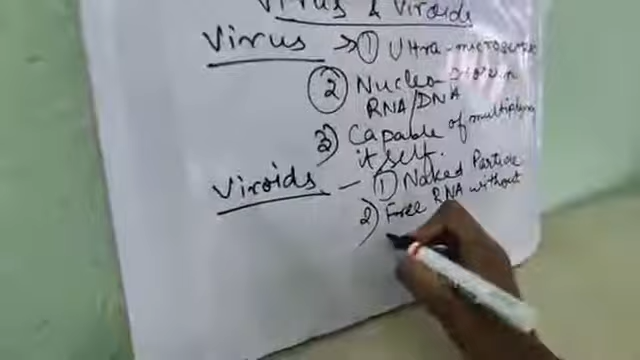 Virus & Viroids
Virus → ① Ultra-microscopic
② Nucleo
RNA/DNA
3) Capable of multiplying
itself.
Viroids — ① Naked Particle
2) Free RNA without